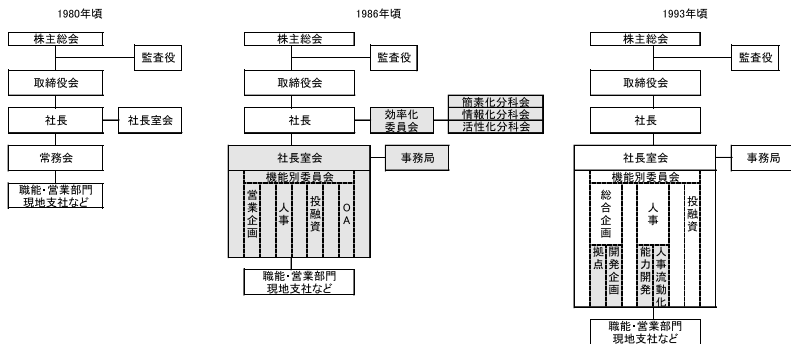 1980年頃
株主総会
監査役
取締役会
社長
社長室会
常務会
職能・営業部門
現地支社など
1986年頃
株主総会
監査役
取締役会
社長
効率化
委員会
簡素化分科会
情報化分科会
活性化分科会
社長室会
事務局
機能別委員会
営業企画
人事
投融資
OA
職能・営業部門
現地支社など
1993年頃
株主総会
監査役
取締役会
社長
社長室会
事務局
機能別委員会
総合企画
人事
投融資
拠点
開発企画
能力開発
人事流動化
職能・営業部門
現地支社など